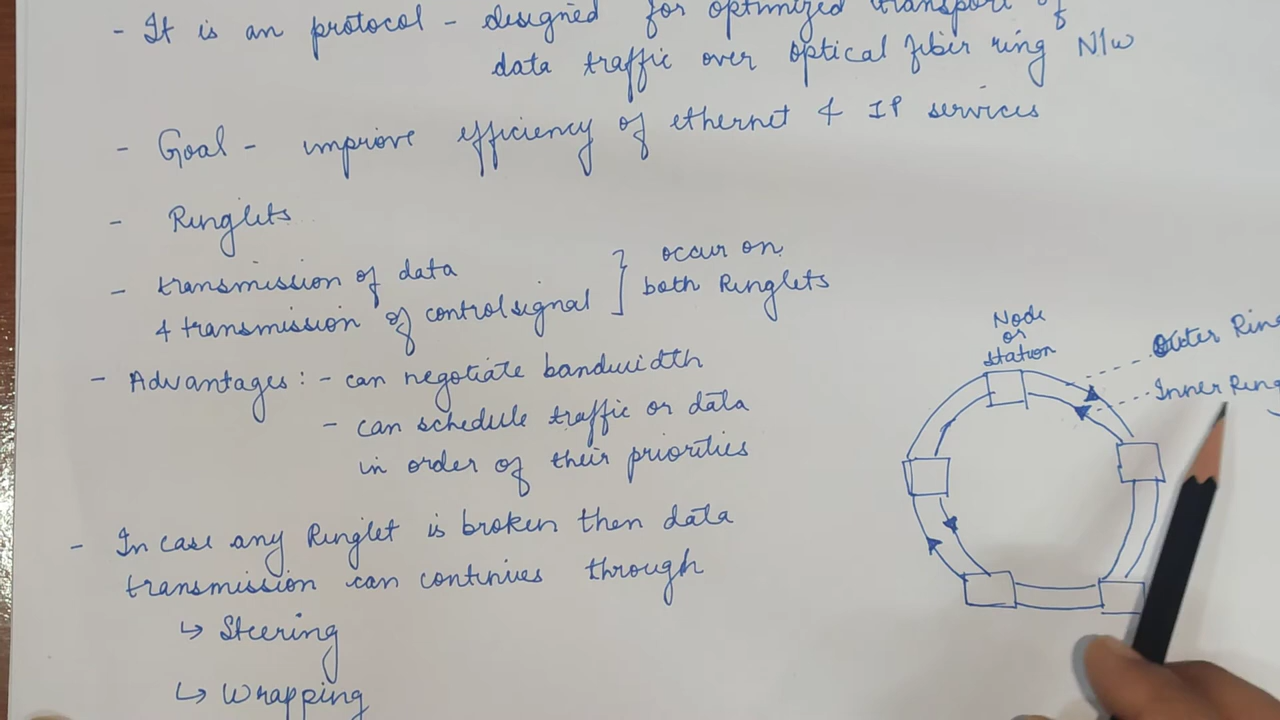 - It is an protocol - designed for optimized transport of
data traffic over optical fiber ring N/w
- Goal - improve efficiency of ethernet & IP services
- Ringlets
- transmission of data
& transmission of control signal } occur on both Ringlets
- Advantages: - can negotiate bandwidth
- can schedule traffic or data
in order of their priorities
- In case any Ringlet is broken then data
transmission can continues through
↳ Steering
↳ Wrapping
Node
or
station
Outer Ring
Inner Ring